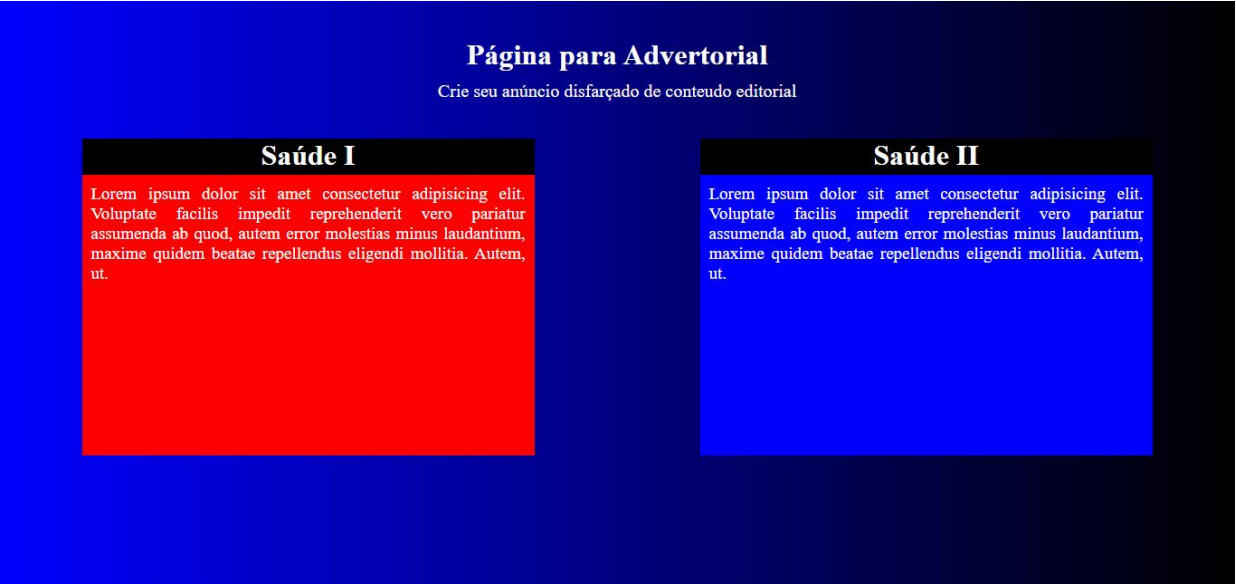 Página para Advertorial
Crie seu anúncio disfarçado de conteudo editorial
Saúde I
Lorem ipsum dolor sit amet consectetur adipisicing elit.
Voluptate facilis impedit reprehenderit vero pariatur
assumenda ab quod, autem error molestias minus laudantium,
maxime quidem beatae repellendus eligendi mollitia. Autem,
ut.
Saúde II
Lorem ipsum dolor sit amet consectetur adipisicing elit.
Voluptate facilis impedit reprehenderit vero pariatur
assumenda ab quod, autem error molestias minus laudantium,
maxime quidem beatae repellendus eligendi mollitia. Autem,
ut.